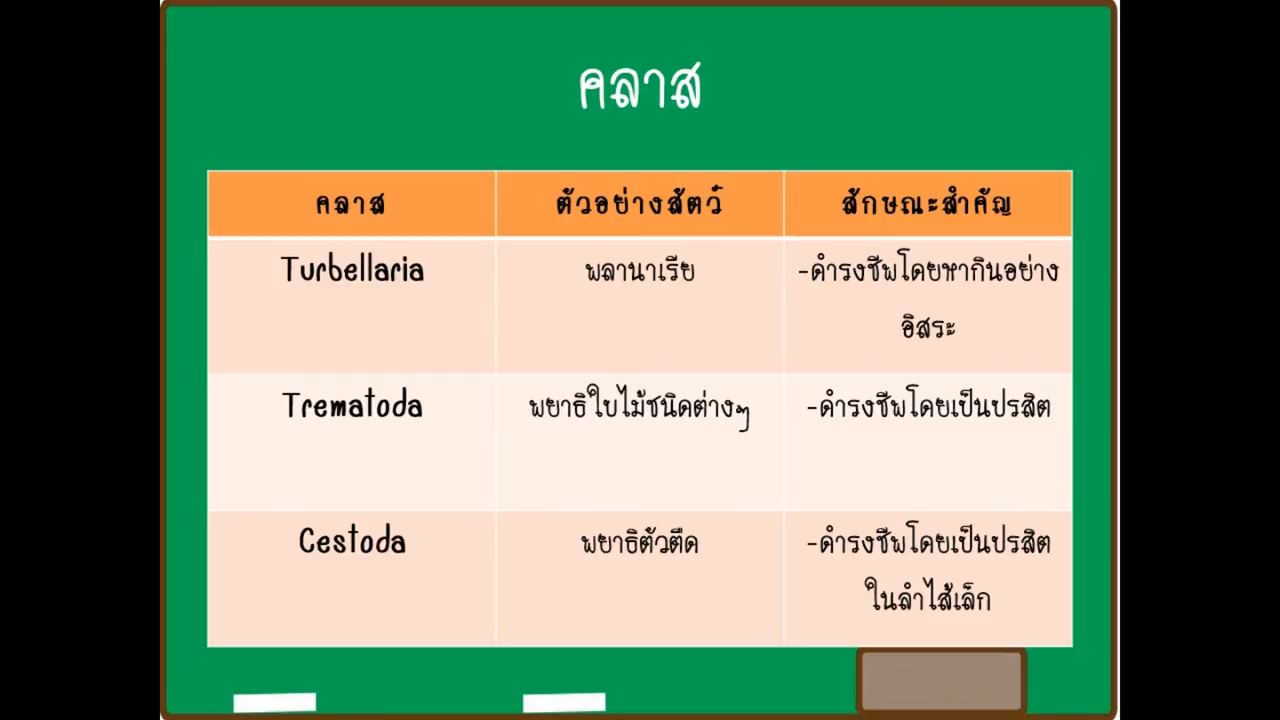 คลาส
คลาส ตัวอย่างสัตว์ ลักษณะสำคัญ
Turbellaria พลานาเรีย -ดำรงชีพโดยหากินอย่าง
อิสระ
Trematoda พยาธิใบไม้ชนิดต่างๆ -ดำรงชีพโดยเป็นปรสิต
Cestoda พยาธิตัวตืด -ดำรงชีพโดยเป็นปรสิต
ในลำไส้เล็ก